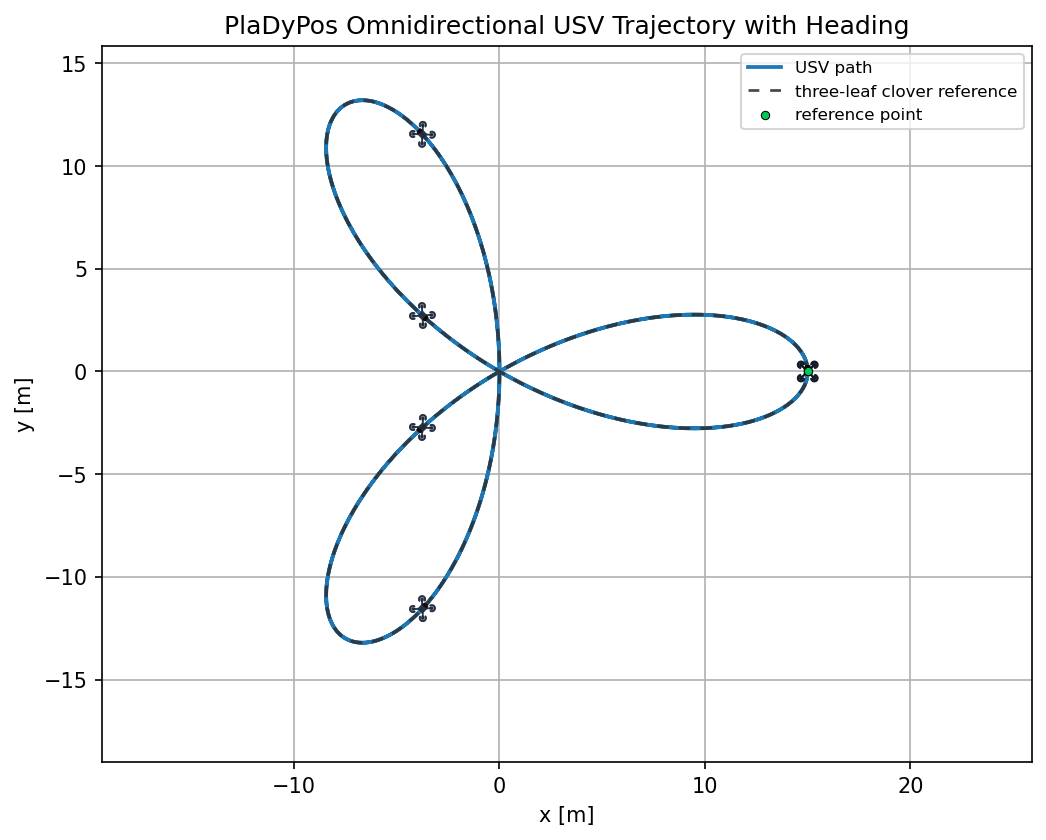 PlaDyPos Omnidirectional USV Trajectory with Heading
USV path
three-leaf clover reference
reference point
15
10
5
0
−5
−10
−15
−10
0
10
20
y [m]
x [m]